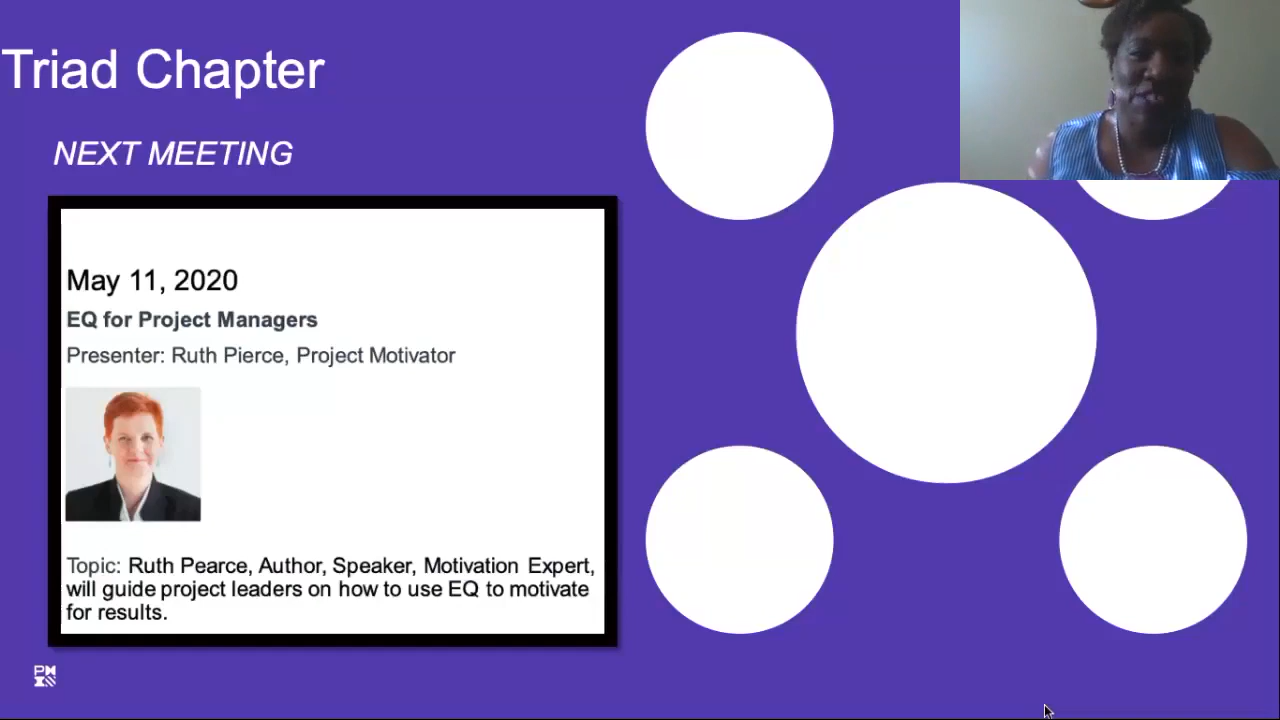 Triad Chapter
NEXT MEETING
May 11, 2020
EQ for Project Managers
Presenter: Ruth Pierce, Project Motivator
Topic: Ruth Pearce, Author, Speaker, Motivation Expert,
will guide project leaders on how to use EQ to motivate
for results.